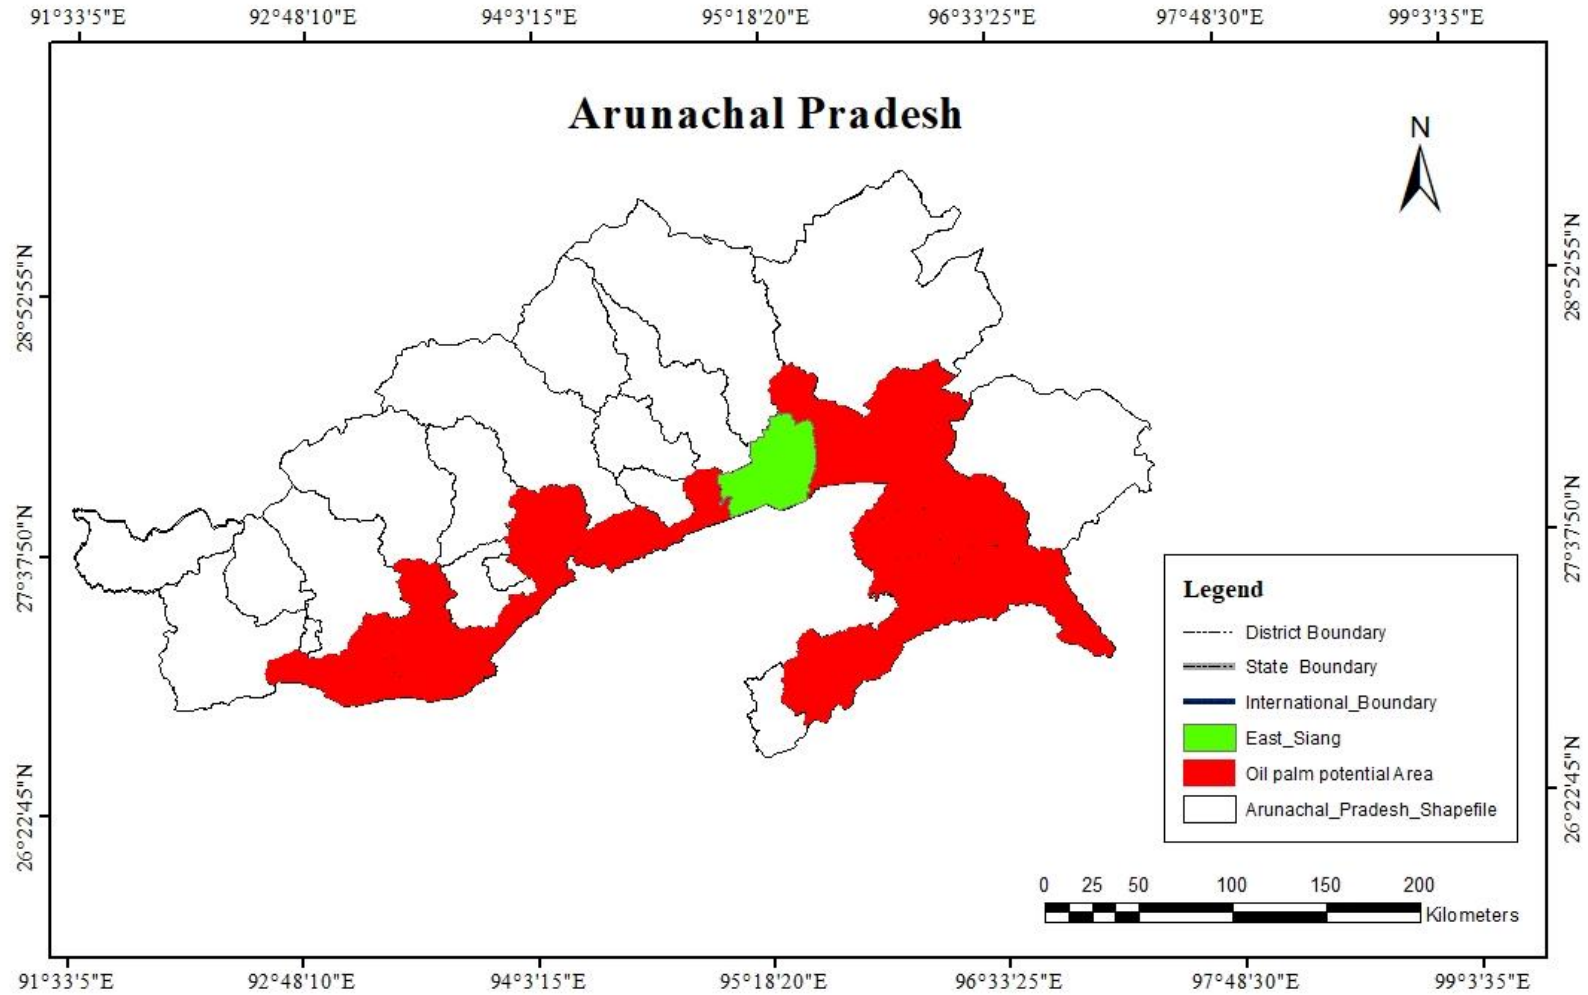 91°33'5"E 92°48'10"E 94°3'15"E 95°18'20"E 96°33'25"E 97°48'30"E 99°3'35"E
Arunachal Pradesh
N
28°52'55"N
28°52'55"N
27°37'50"N
27°37'50"N
26°22'45"N
26°22'45"N
Legend
District Boundary
State Boundary
International_Boundary
East_Siang
Oil palm potential Area
Arunachal_Pradesh_Shapefile
0 25 50 100 150 200
Kilometers
91°33'5"E 92°48'10"E 94°3'15"E 95°18'20"E 96°33'25"E 97°48'30"E 99°3'35"E